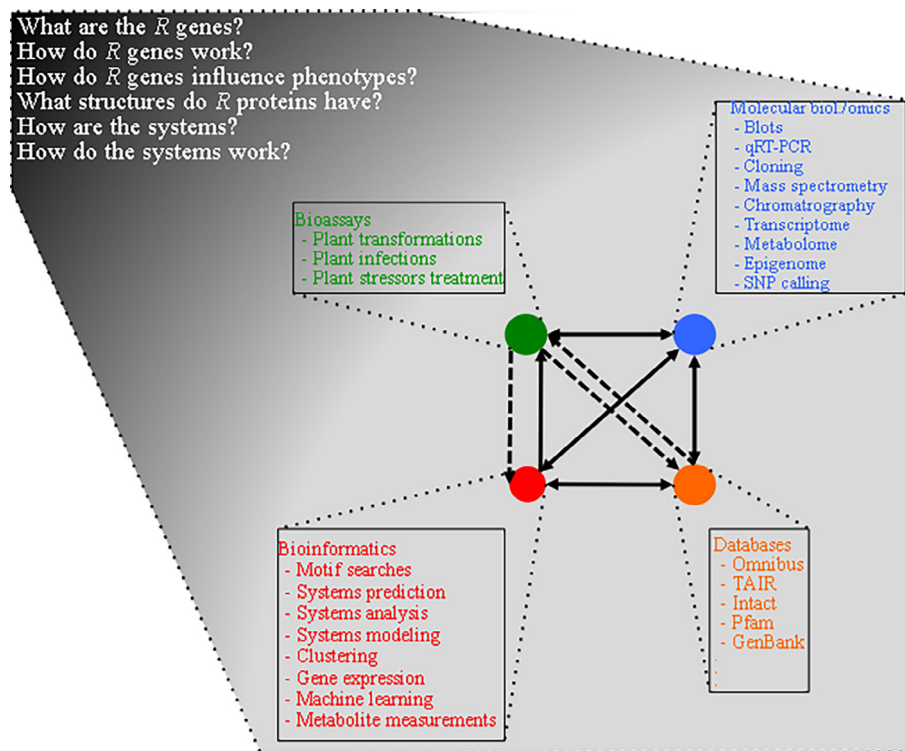 What are the R genes?
How do R genes work?
How do R genes influence phenotypes?
What structures do R proteins have?
How are the systems?
How do the systems work?
Molecular biol./omics
- Blots
- qRT-PCR
- Cloning
- Mass spectrometry
- Chromatrography
- Transcriptome
- Metabolome
- Epigenome
- SNP calling
Bioassays
- Plant transformations
- Plant infections
- Plant stressors treatment
Bioinformatics
- Motif searches
- Systems prediction
- Systems analysis
- Systems modeling
- Clustering
- Gene expression
- Machine learning
- Metabolite measurements
Databases
- Omnibus
- TAIR
- Intact
- Pfam
- GenBank
.
.